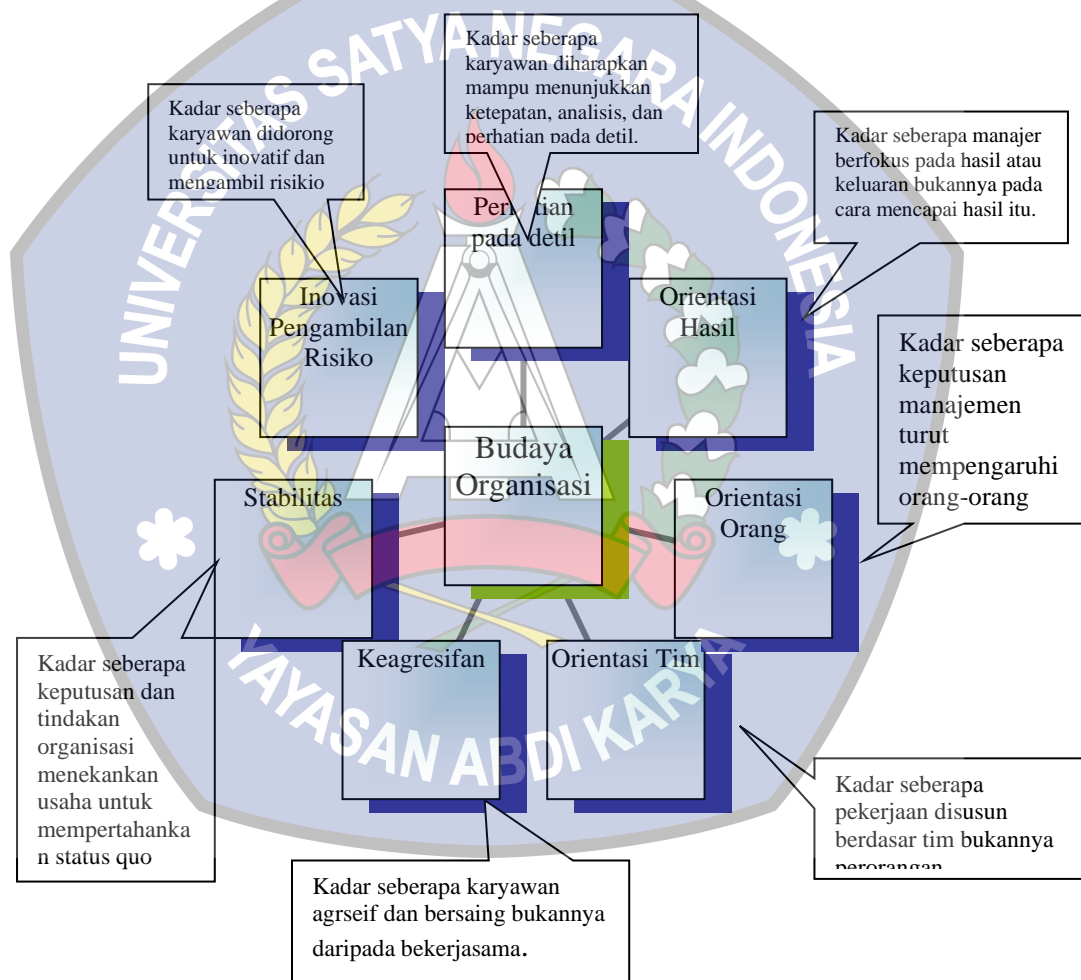 UNIVERSITAS SATYA NEGARA INDONESIA
Kadar seberapa
karyawan diharapkan
mampu menunjukkan
ketepatan, analisis, dan
perhatian pada detil.
Kadar seberapa
karyawan didorong
untuk inovatif dan
mengambil risikio
Kadar seberapa manajer
berfokus pada hasil atau
keluaran bukannya pada
cara mencapai hasil itu.
Perhatian
pada detil
Inovasi
Pengambilan
Risiko
Orientasi
Hasil
Kadar seberapa
keputusan
manajemen
turut
mempengaruhi
orang-orang
Budaya
Organisasi
Stabilitas
Orientasi
Orang
Keagresifan
Orientasi Tim
Kadar seberapa
keputusan dan
tindakan
organisasi
menekankan
usaha untuk
mempertahanka
n status quo
YAYASAN ABDI KARYA
Kadar seberapa
pekerjaan disusun
berdasar tim bukannya
perorangan
Kadar seberapa karyawan
agrseif dan bersaing bukannya
daripada bekerjasama.